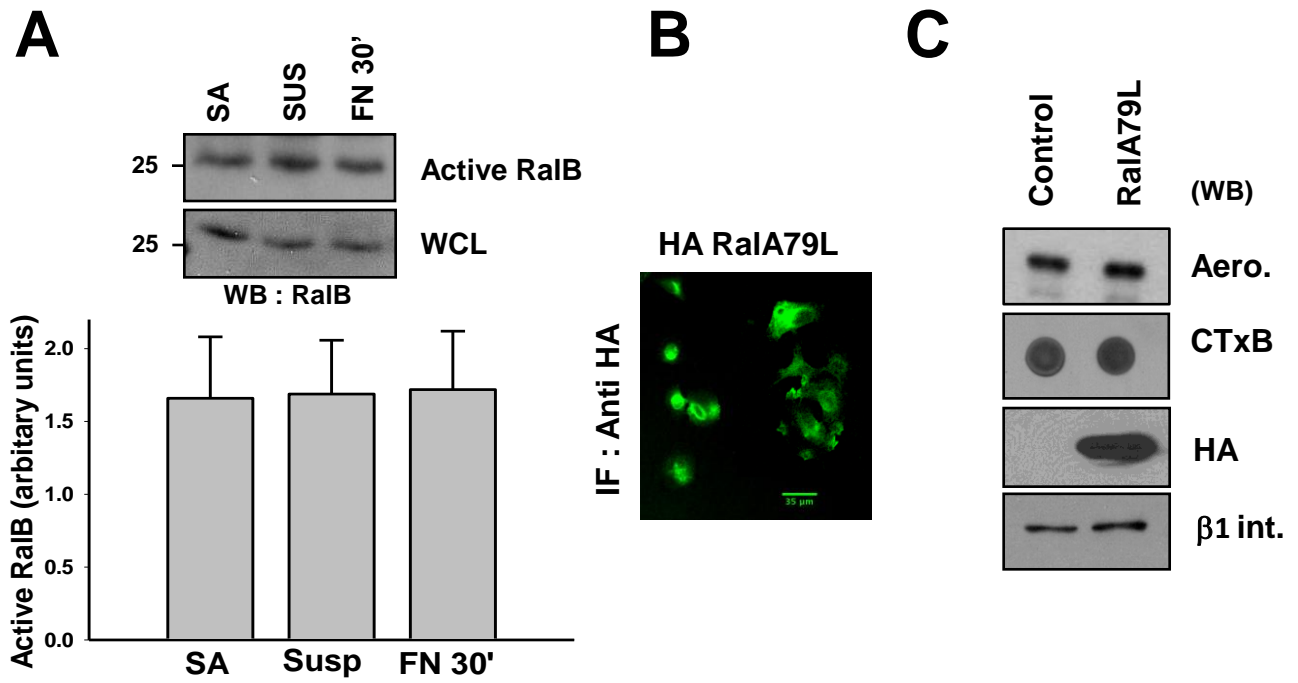 A
SA
SUS
FN 30’
25
Active RalB
25
WCL
WB : RalB
Active RalB (arbitary units)
2.0
1.5
1.0
0.5
0.0
SA
Susp
FN 30'
B
HA RalA79L
IF : Anti HA
35 µm
C
Control
RalA79L
(WB)
Aero.
CTxB
HA
β1 int.